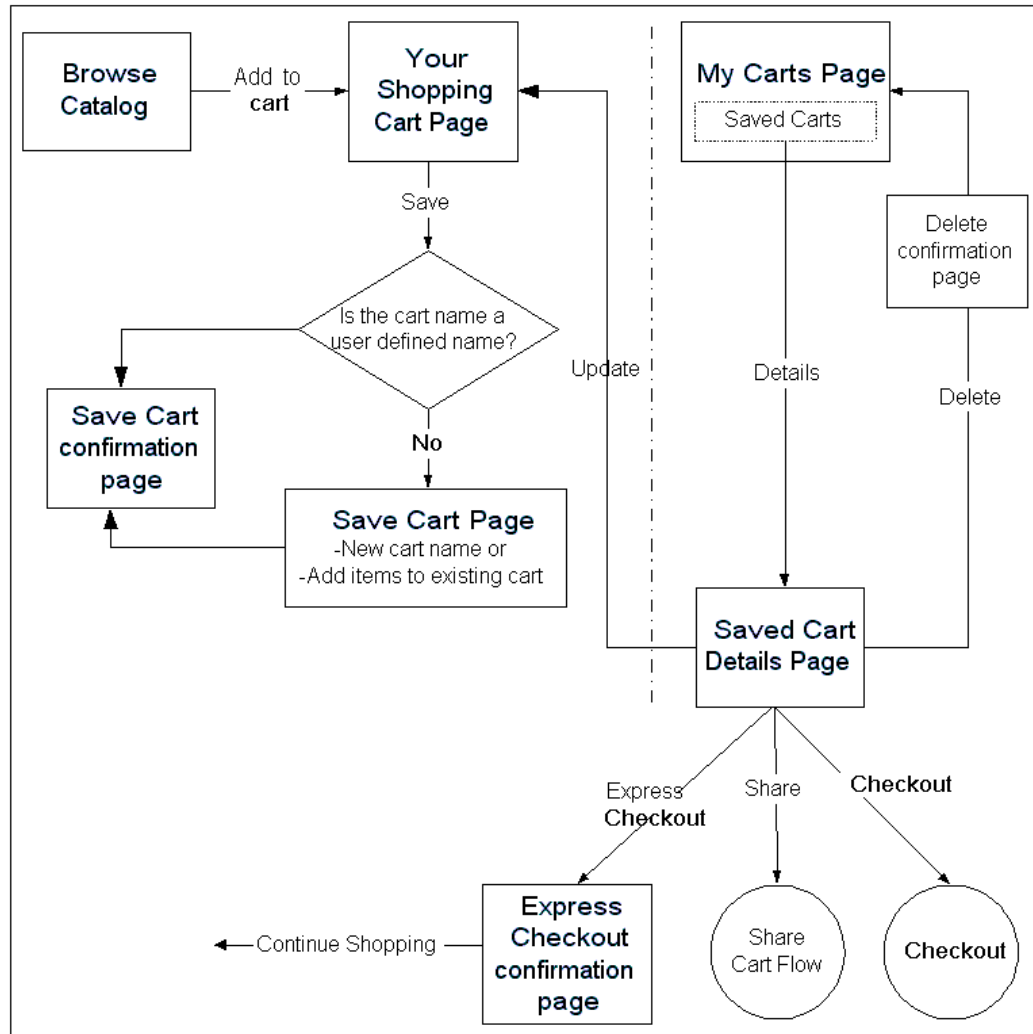 Browse
Catalog
Add to
cart
Your
Shopping
Cart Page
My Carts Page
Saved Carts
Save
Delete
confirmation
page
Is the cart name a
user defined name?
Update
Details
Delete
Save Cart
confirmation
page
No
Save Cart Page
-New cart name or
-Add items to existing cart
Saved Cart
Details Page
Express
Checkout
Share
Checkout
Continue Shopping
Express
Checkout
confirmation
page
Share
Cart Flow
Checkout